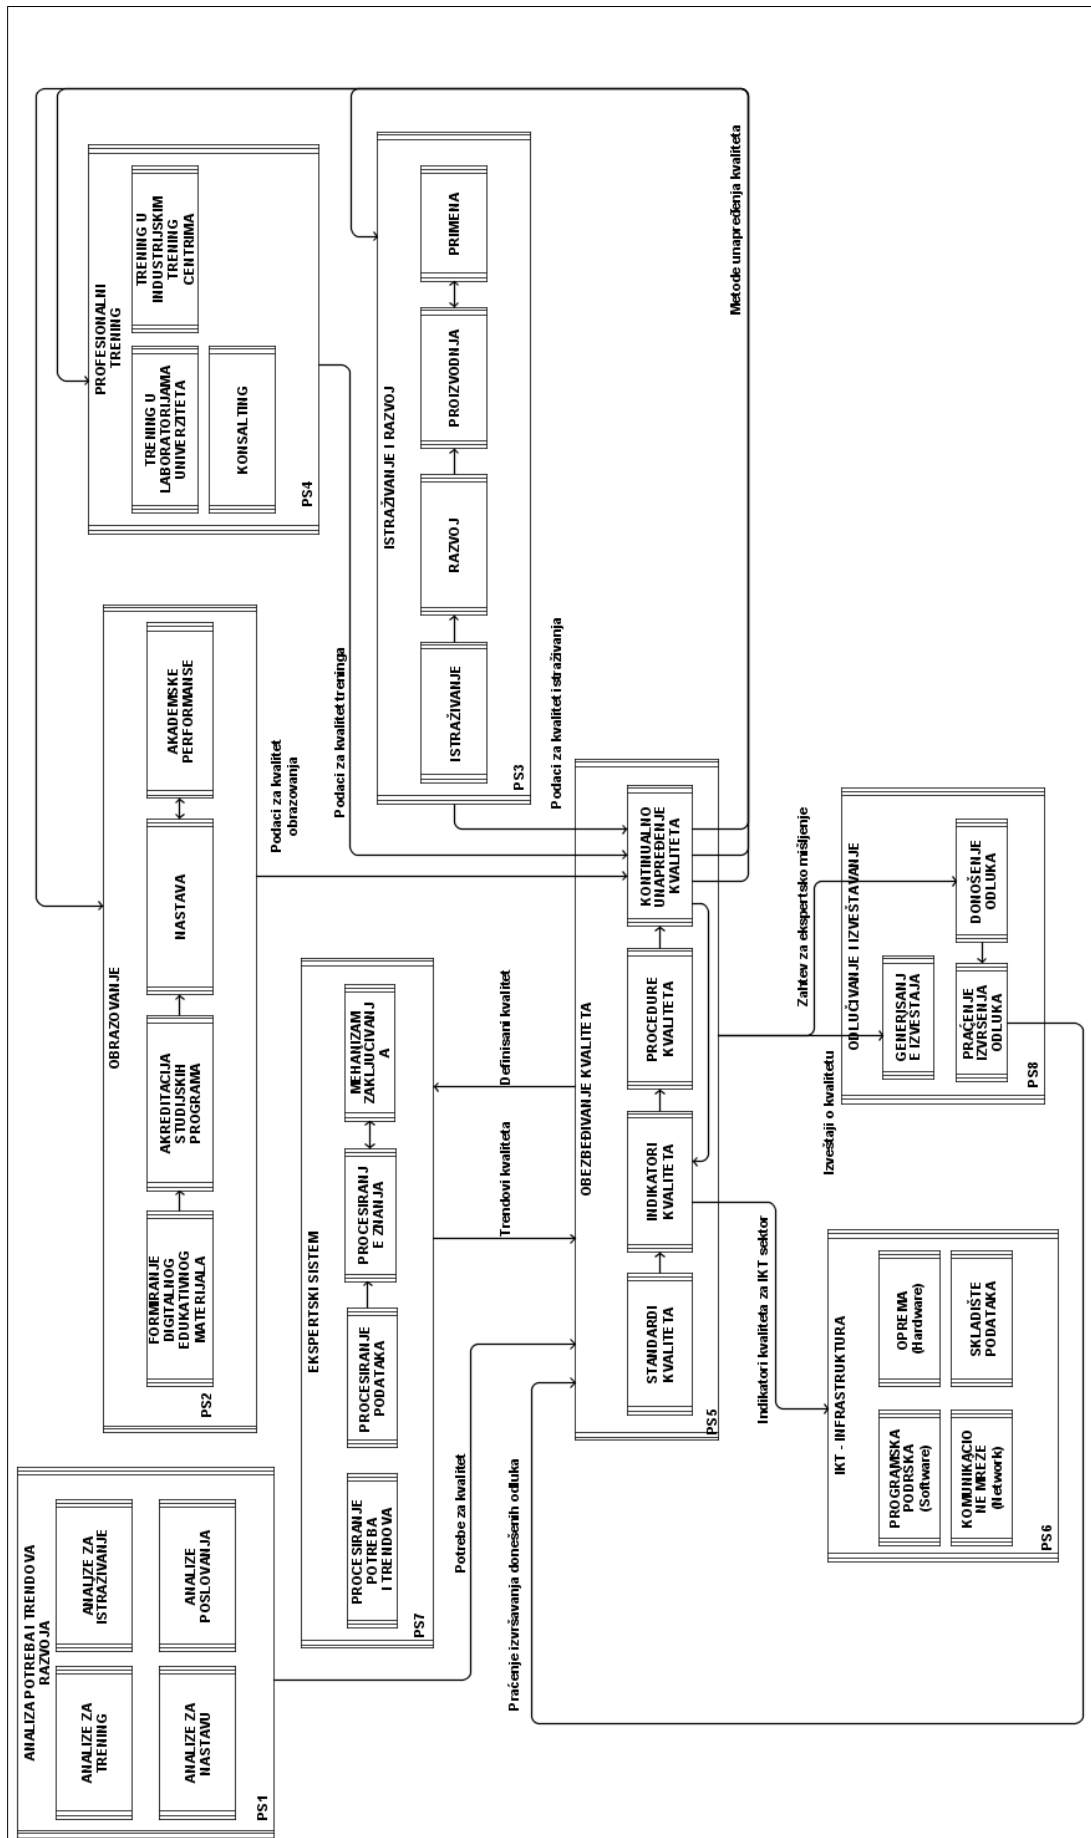 ANALIZA POTREBA I TRENDOVA
RAZVOJA
ANALIZE ZA
TRENING
ANALIZE ZA
ISTRAŽIVANJE
ANALIZE ZA
NASTAVU
ANALIZE
POSLOVANJA
PS1
OBRAZOVANJE
FORMIRANJE
DIGITALNOG
EDUKATIVNOG
MATERIJALA
AKREDITACIJA
STUDIJSKIH
PROGRAMA
NASTAVA
AKADEMSKE
PERFORMANSE
PS2
PROFESIONALNI
TRENING
TRENING U
LABORATORIJAMA
UNIVERZITETA
TRENING U
INDUSTRIJSKIM
TRENING
CENTRIMA
KONSALTING
PS4
Podaci za kvalitet
obrazovanja
Podaci za kvalitet treninga
EKSPERTSKI SISTEM
PROCESIRANJE
POTREBA
I TRENDOVA
PROCESIRANJE
PODATAKA
PROCESIRANJ
E ZNANJA
MEHANIZAM
ZAKLJUČIVANJ
A
PS7
ISTRAŽIVANJE I RAZVOJ
ISTRAŽIVANJE
RAZVOJ
PROIZVODNJA
PRIMENA
PS3
Potrebe za kvalitet
Trendovi kvaliteta
Definisani kvalitet
Podaci za kvalitet istraživanja
Metode unapređenja kvaliteta
OBEZBEĐIVANJE KVALITETA
STANDARDI
KVALITETA
INDIKATORI
KVALITETA
PROCEDURE
KVALITETA
KONTINUALNO
UNAPREĐENJE
KVALITETA
PS5
Praćenje izvršavanja donešenih odluka
Indikatori kvaliteta za IKT sektor
Izveštaji o kvalitetu
Zahtev za ekspertsko mišljenje
IKT - INFRASTRUKTURA
PROGRAMSKA
PODRŠKA
(Software)
OPREMA
(Hardware)
KOMUNIKACIO
NE MREŽE
(Network)
SKLADIŠTE
PODATAKA
PS6
ODLUČIVANJE I IZVEŠTAVANJE
GENERISANJ
E IZVEŠTAJA
DONOŠENJE
ODLUKA
PRAĆENJE
IZVRŠENJA
ODLUKA
PS8